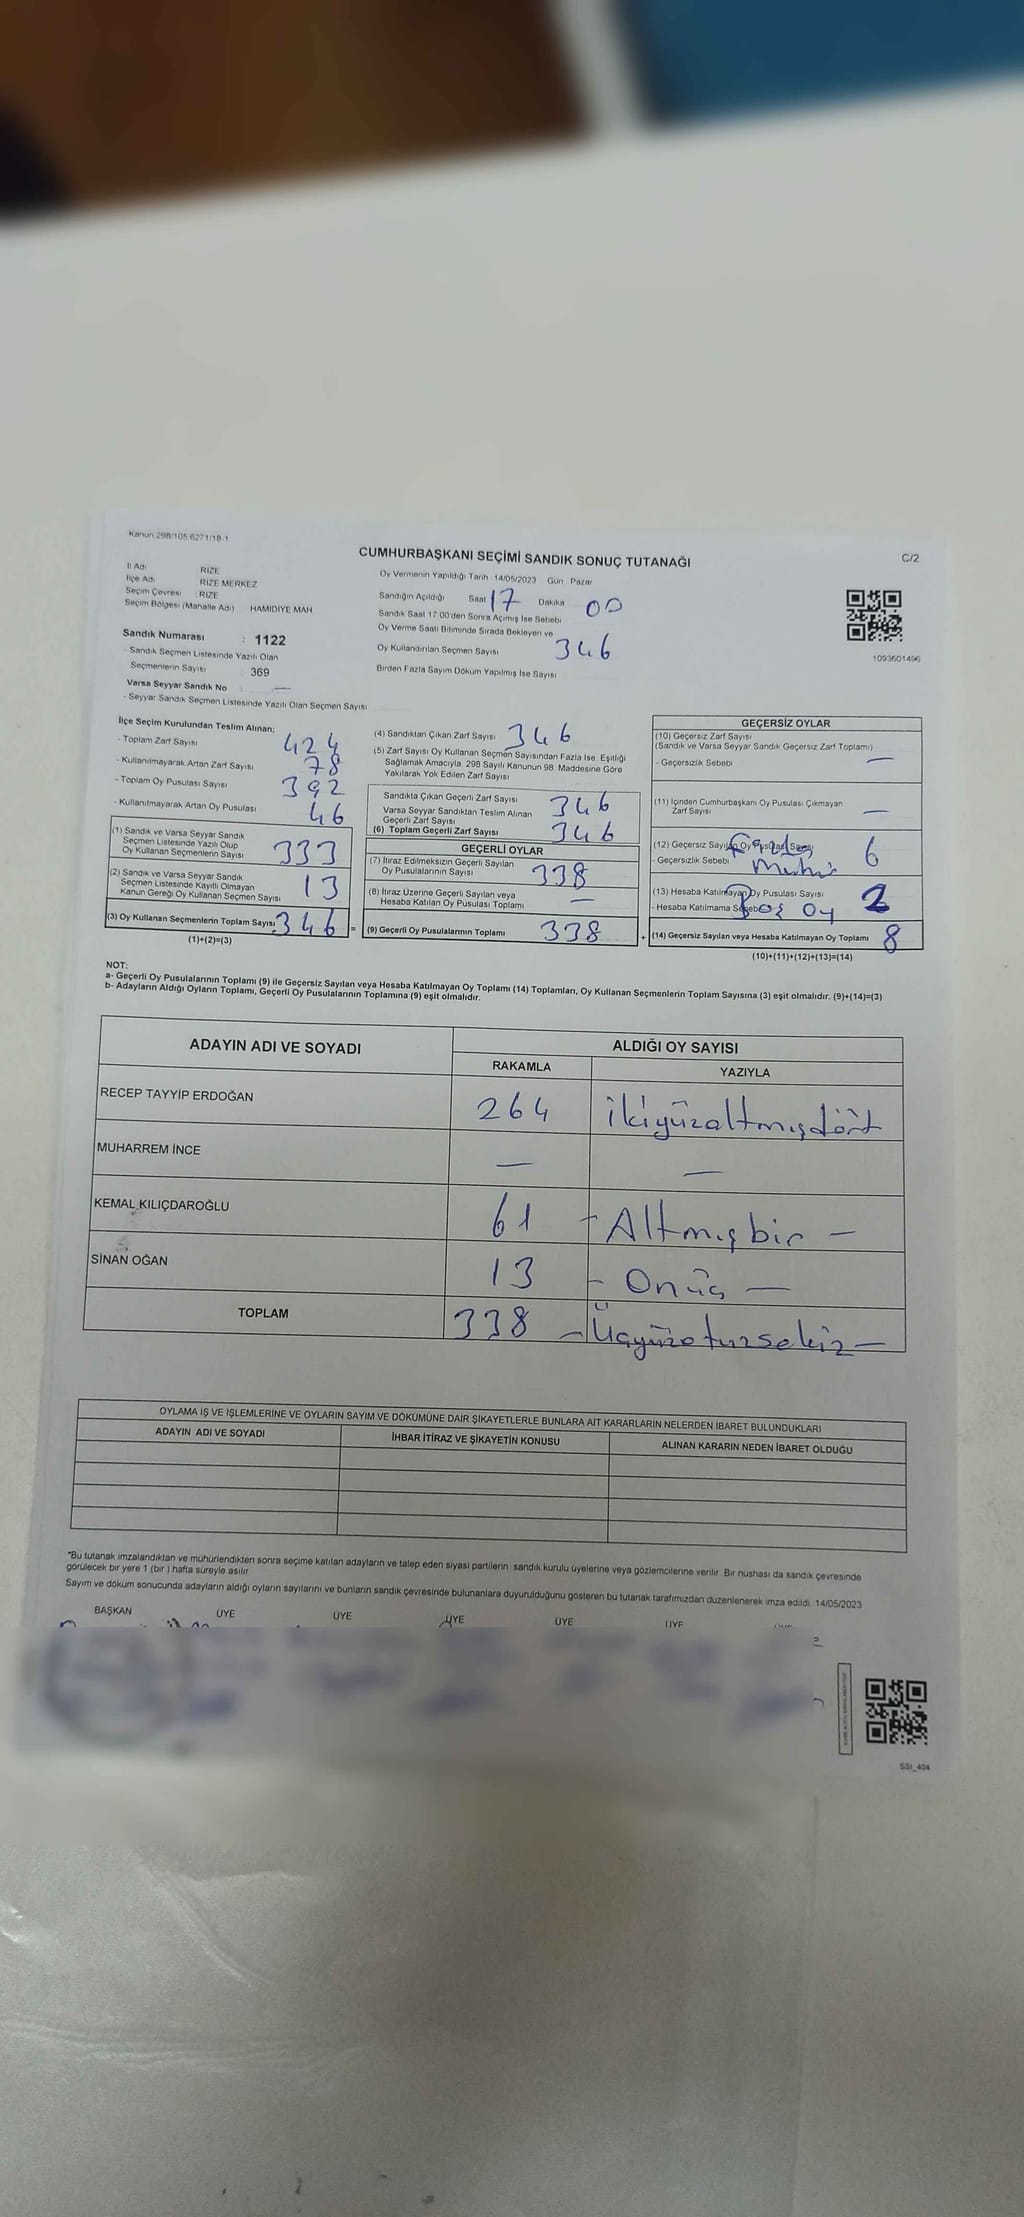 Kanun 298/105 6271/18-1
CUMHURBAŞKANI SEÇİMİ SANDIK SONUÇ TUTANAĞI
C/2
İl Adı RİZE
İlçe Adı RİZE MERKEZ
Seçim Çevresi : RİZE
Seçim Bölgesi (Mahalle Adı) HAMIDIYE MAH
Sandık Numarası : 1122
- Sandık Seçmen Listesinde Yazılı Olan
Seçmenlerin Sayısı : 369
Varsa Seyyar Sandık No : —
- Seyyar Sandık Seçmen Listesinde Yazılı Olan Seçmen Sayısı
Oy Vermenin Yapıldığı Tarih 14/05/2023 Gün Pazar
Sandığın Açıldığı Saat 17 Dakika 00
Sandık Saat 17:00'den Sonra Açımış İse Sebebi
Oy Verme Saati Bitiminde Sırada Bekleyen ve
Oy Kullandırılan Seçmen Sayısı 346
Birden Fazla Sayım Döküm Yapılmış İse Sayısı
1093601496
İlçe Seçim Kurulundan Teslim Alınan;
- Toplam Zarf Sayısı 424
- Kullanılmayarak Artan Zarf Sayısı 78
- Toplam Oy Pusulası Sayısı 392
- Kullanılmayarak Artan Oy Pusulası 46
(1) Sandık ve Varsa Seyyar Sandık
Seçmen Listesinde Yazılı Olup
Oy Kullanan Seçmenlerin Sayısı 333
(2) Sandık ve Varsa Seyyar Sandık
Seçmen Listesinde Kayıtlı Olmayan
Kanun Gereği Oy Kullanan Seçmen Sayısı 13
(3) Oy Kullanan Seçmenlerin Toplam Sayısı 346 =
(1)+(2)=(3)
(4) Sandıktan Çıkan Zarf Sayısı 346
(5) Zarf Sayısı Oy Kullanan Seçmen Sayısından Fazla İse; Eşitliği
Sağlamak Amacıyla, 298 Sayılı Kanunun 98. Maddesine Göre
Yakılarak Yok Edilen Zarf Sayısı
Sandıkta Çıkan Geçerli Zarf Sayısı 346
Varsa Seyyar Sandıktan Teslim Alınan
Geçerli Zarf Sayısı
(6) Toplam Geçerli Zarf Sayısı 346
GEÇERLİ OYLAR
(7) İtiraz Edilmeksizin Geçerli Sayılan
Oy Pusulalarının Sayısı 338
(8) İtiraz Üzerine Geçerli Sayılan veya
Hesaba Katılan Oy Pusulası Toplamı —
(9) Geçerli Oy Pusulalarının Toplamı 338 +
GEÇERSİZ OYLAR
(10) Geçersiz Zarf Sayısı
(Sandık ve Varsa Seyyar Sandık Geçersiz Zarf Toplamı)
- Geçersizlik Sebebi —
(11) İçinden Cumhurbaşkanı Oy Pusulası Çıkmayan
Zarf Sayısı —
(12) Geçersiz Sayılan Oy Pusulası Sayısı 6
- Geçersizlik Sebebi Fazla
Mühür
(13) Hesaba Katılmayan Oy Pusulası Sayısı 2
- Hesaba Katılmama Sebebi Boş Oy
(14) Geçersiz Sayılan veya Hesaba Katılmayan Oy Toplamı 8
(10)+(11)+(12)+(13)=(14)
NOT:
a- Geçerli Oy Pusulalarının Toplamı (9) ile Geçersiz Sayılan veya Hesaba Katılmayan Oy Toplamı (14) Toplamları, Oy Kullanan Seçmenlerin Toplam Sayısına (3) eşit olmalıdır. (9)+(14)=(3)
b- Adayların Aldığı Oyların Toplamı, Geçerli Oy Pusulalarının Toplamına (9) eşit olmalıdır.
ADAYIN ADI VE SOYADI
ALDIĞI OY SAYISI
RAKAMLA YAZIYLA
RECEP TAYYİP ERDOĞAN 264 ikiyüzaltmışdört
MUHARREM İNCE — —
KEMAL KILIÇDAROĞLU 61 - Altmışbir -
SİNAN OĞAN 13 - Onüç -
TOPLAM 338 - Üçyüzotuzsekiz -
OYLAMA İŞ VE İŞLEMLERİNE VE OYLARIN SAYIM VE DÖKÜMÜNE DAİR ŞİKAYETLERLE BUNLARA AİT KARARLARIN NELERDEN İBARET BULUNDUKLARI
ADAYIN ADI VE SOYADI İHBAR İTİRAZ VE ŞİKAYETİN KONUSU ALINAN KARARIN NEDEN İBARET OLDUĞU
*Bu tutanak imzalandıktan ve mühürlendikten sonra seçime katılan adayların ve talep eden siyasi partilerin sandık kurulu üyelerine veya gözlemcilerine verilir. Bir nüshası da sandık çevresinde
görülecek bir yere 1 (bir ) hafta süreyle asılır
Sayım ve döküm sonucunda adayların aldığı oyların sayılarını ve bunların sandık çevresinde bulunanlara duyurulduğunu gösteren bu tutanak tarafımızdan düzenlenerek imza edildi. 14/05/2023
BAŞKAN ÜYE ÜYE ÜYE ÜYE ÜYE
SGI_404